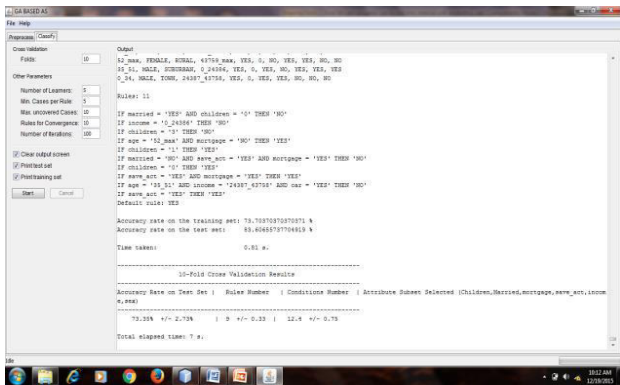 GA BASED AS
File Help
Preprocess Classify
Cross Validation
Folds: 10
Other Parameters
Number of Learners: 5
Min. Cases per Rule: 5
Max. uncovered Cases: 10
Rules for Convergence: 10
Number of Iterations: 100
Clear output screen
Print test set
Print training set
Start Cancel
Output
52_max, FEMALE, RURAL, 43759_max, YES, 0, NO, YES, YES, NO, NO
35_51, MALE, SUBURBAN, 0_24386, YES, 0, YES, NO, YES, YES, YES
0_34, MALE, TOWN, 24387_43758, YES, 0, YES, YES, NO, NO, NO
Rules: 11
IF married = 'YES' AND children = '0' THEN 'NO'
IF income = '0_24386' THEN 'NO'
IF children = '3' THEN 'NO'
IF age = '52_max' AND mortgage = 'NO' THEN 'YES'
IF children = '1' THEN 'YES'
IF married = 'NO' AND save_act = 'YES' AND mortgage = 'YES' THEN 'NO'
IF children = '0' THEN 'YES'
IF save_act = 'YES' AND mortgage = 'YES' THEN 'YES'
IF age = '35_51' AND income = '24387_43758' AND car = 'YES' THEN 'NO'
IF save_act = 'YES' THEN 'YES'
Default rule: YES
Accuracy rate on the training set: 73.70370370370371 %
Accuracy rate on the test set: 83.60655737704919 %
Time taken: 0.81 s.
10-Fold Cross Validation Results
Accuracy Rate on Test Set | Rules Number | Conditions Number | Attribute Subset Selected (Children,Married,mortgage,save_act,incom
e,sex)
73.33% +/- 2.73% | 9 +/- 0.33 | 12.4 +/- 0.75
Total elapsed time: 7 s.
Idle
10:12 AM
12/19/2015